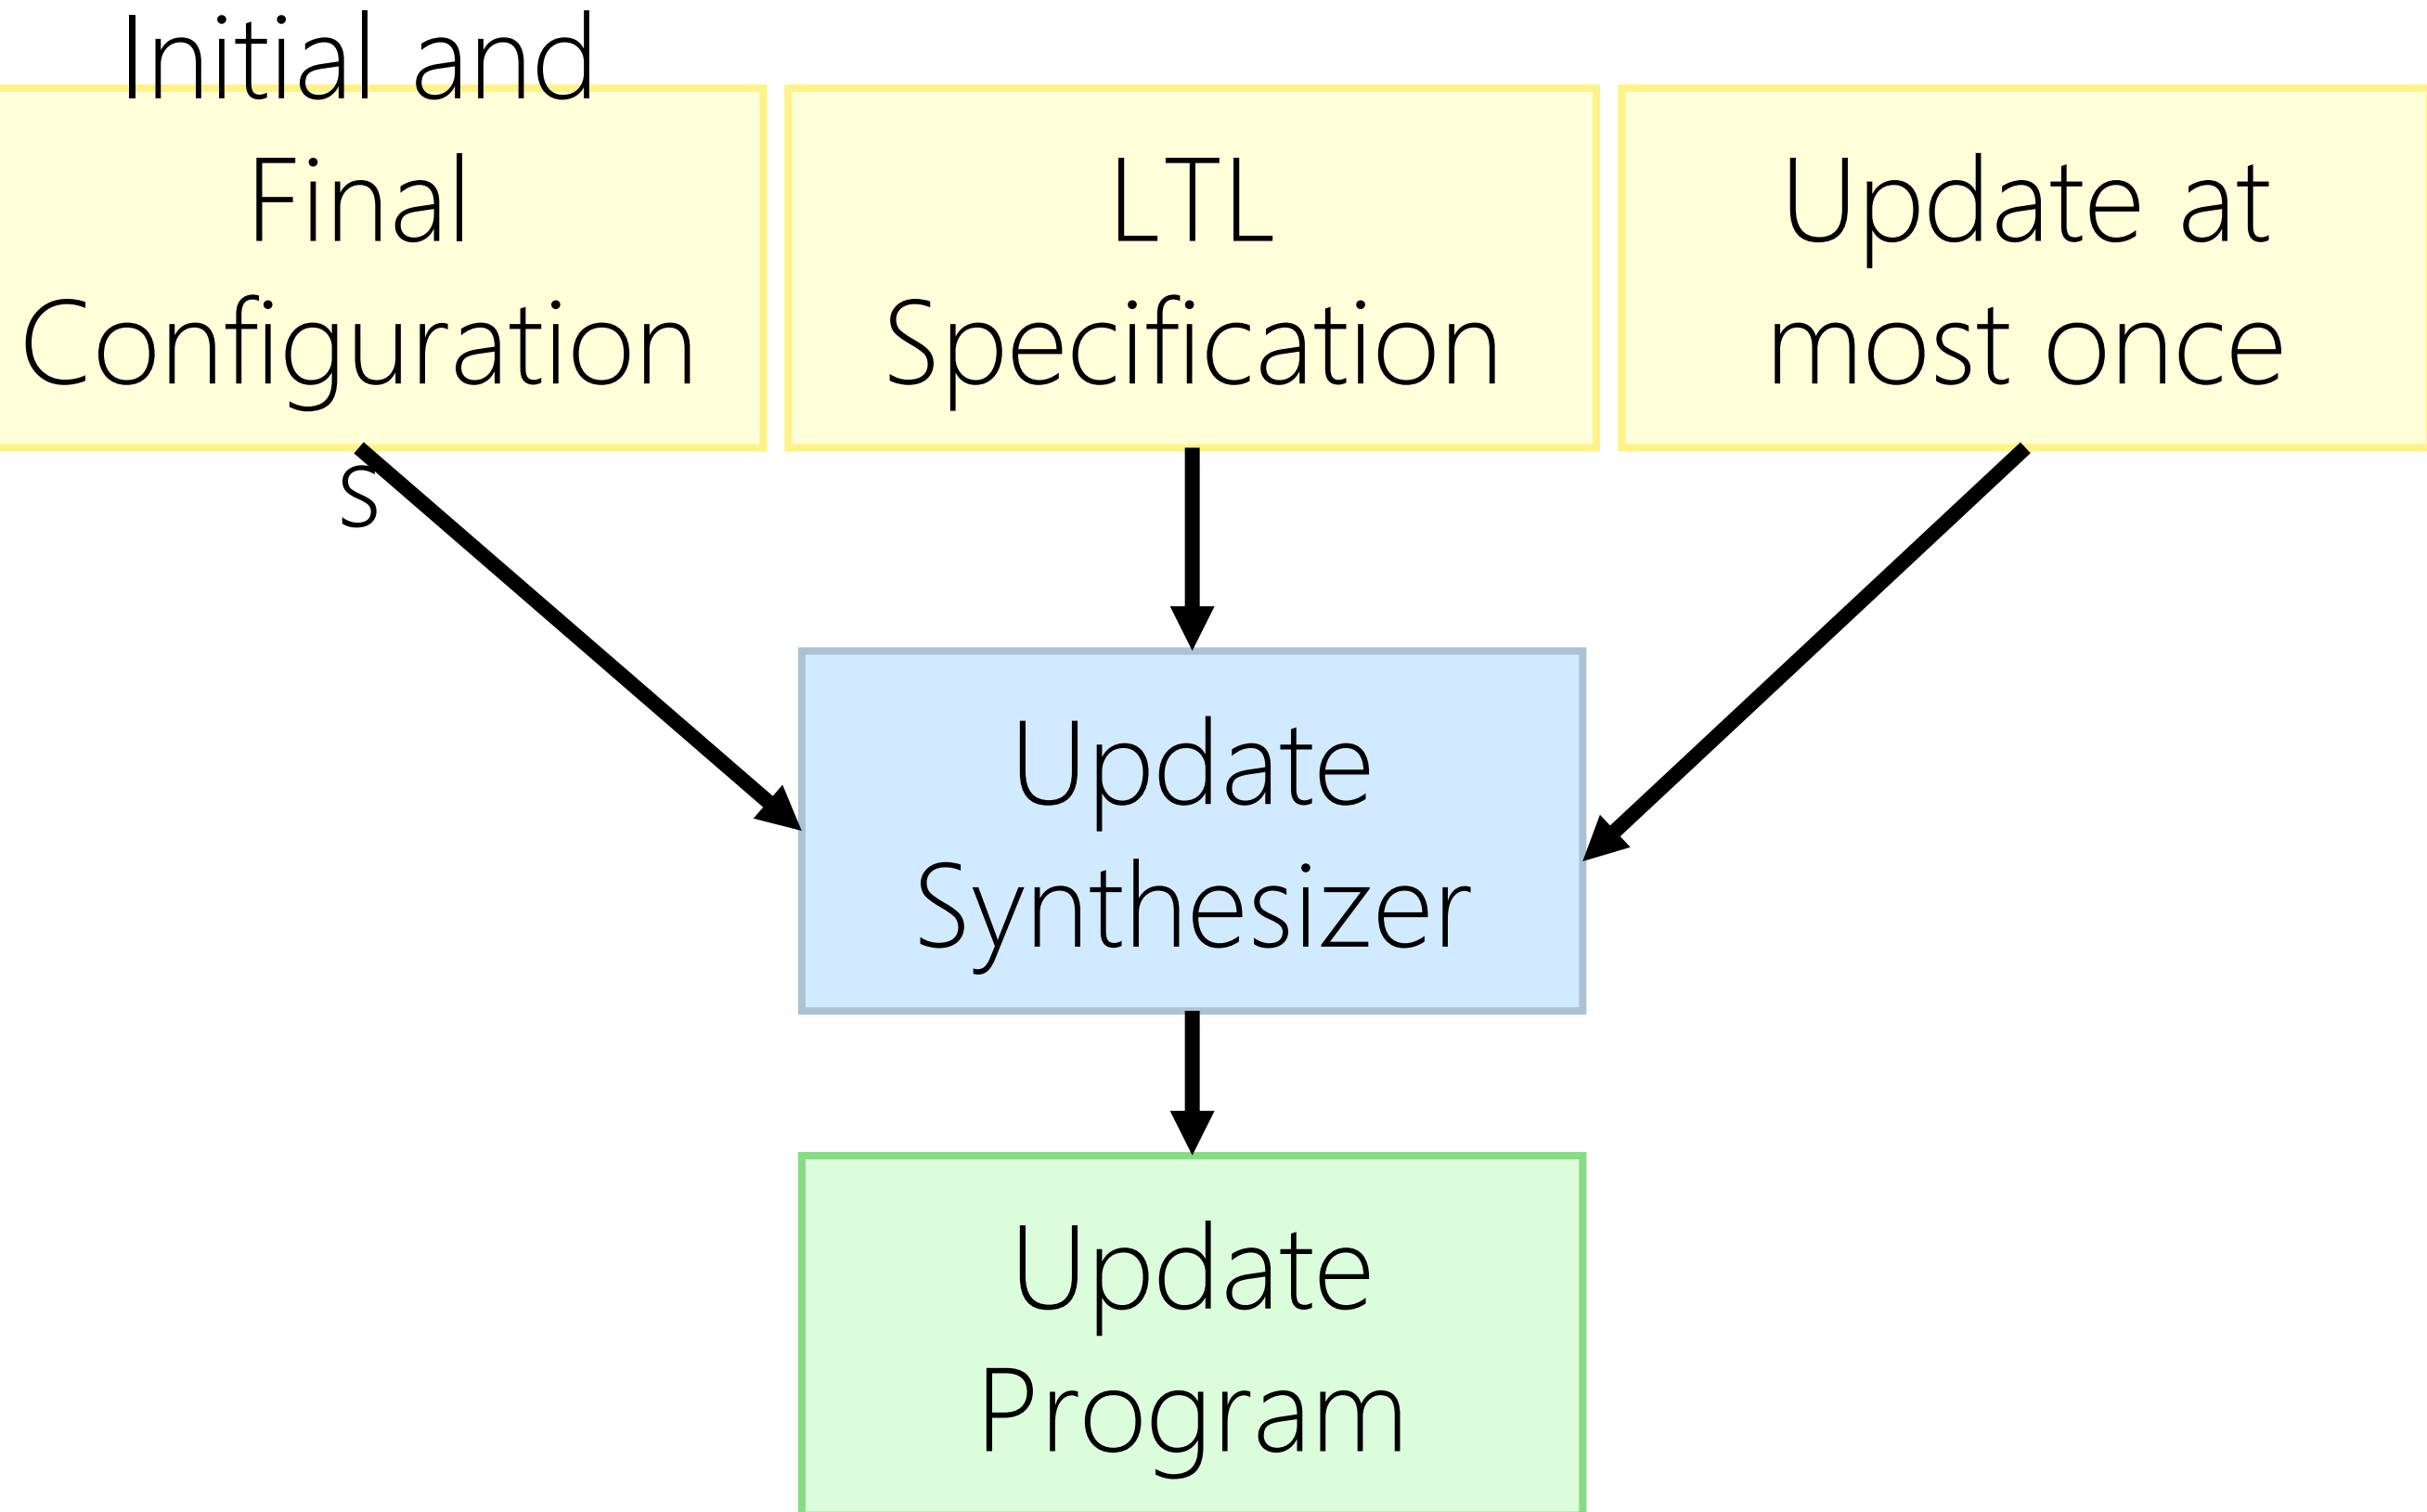 Initial and
Final
Configuration
s
LTL
Specification
Update at
most once
Update
Synthesizer
Update
Program